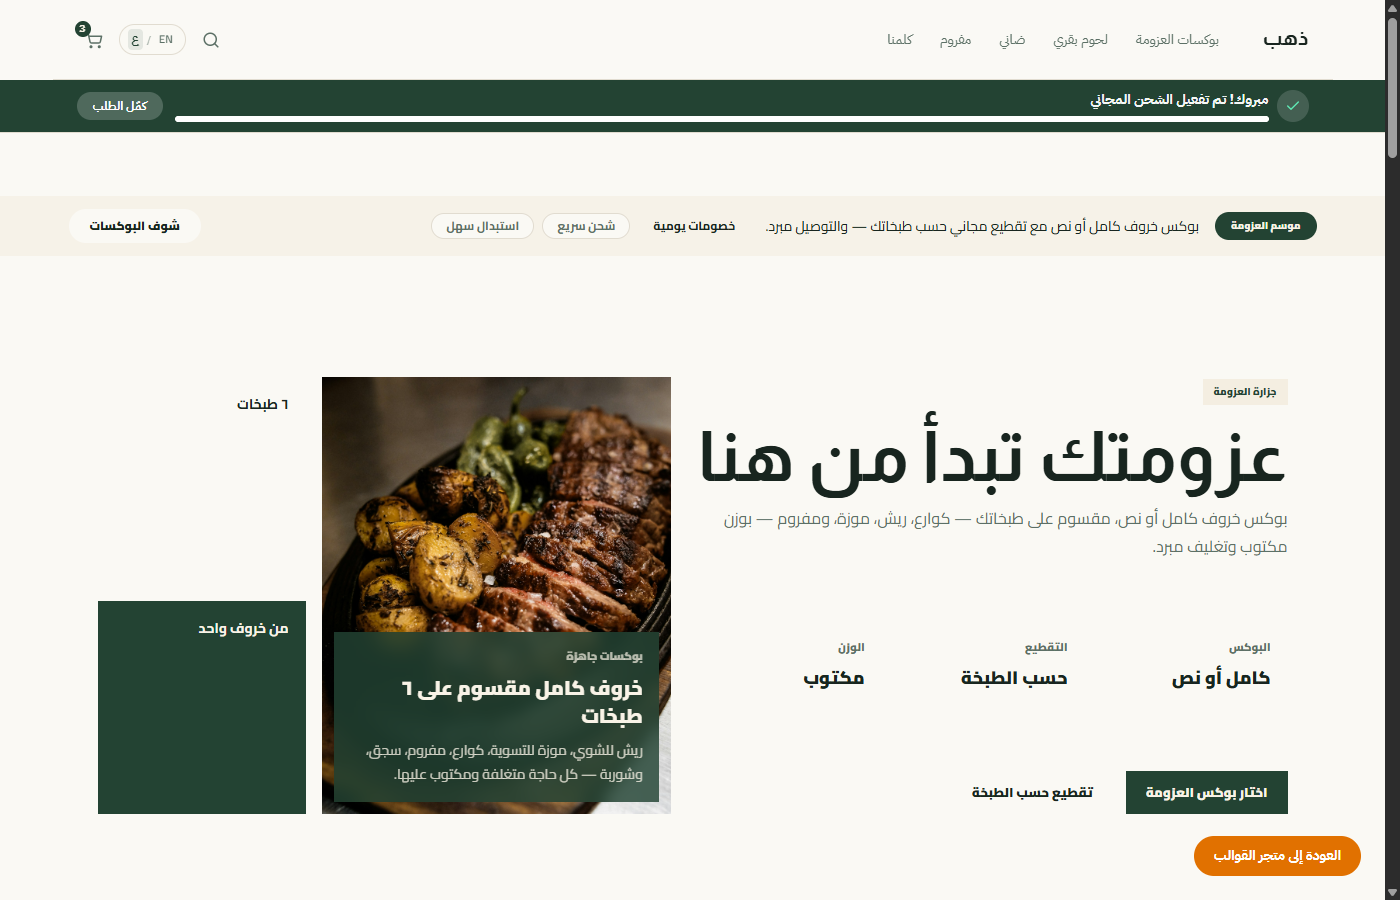 ذهب
بوكسات العزومة
لحوم بقري
ضاني
مفروم
كلمنا
EN / ع
3
مبروك! تم تفعيل الشحن المجاني
كمّل الطلب
موسم العزومة
بوكس خروف كامل أو نص مع تقطيع مجاني حسب طبخاتك — والتوصيل مبرد.
خصومات يومية
شحن سريع
استبدال سهل
شوف البوكسات
جزارة العزومة
عزومتك تبدأ من هنا
بوكس خروف كامل أو نص، مقسوم على طبخاتك — كوارع، ريش، موزة، ومفروم — بوزن
مكتوب وتغليف مبرد.
البوكس
كامل أو نص
التقطيع
حسب الطبخة
الوزن
مكتوب
اختار بوكس العزومة
تقطيع حسب الطبخة
بوكسات جاهزة
خروف كامل مقسوم على ٦
طبخات
ريش للشوي، موزة للتسوية، كوارع، مفروم، سجق،
وشوربة — كل حاجة متغلفة ومكتوب عليها.
٦ طبخات
من خروف واحد
العودة إلى متجر القوالب